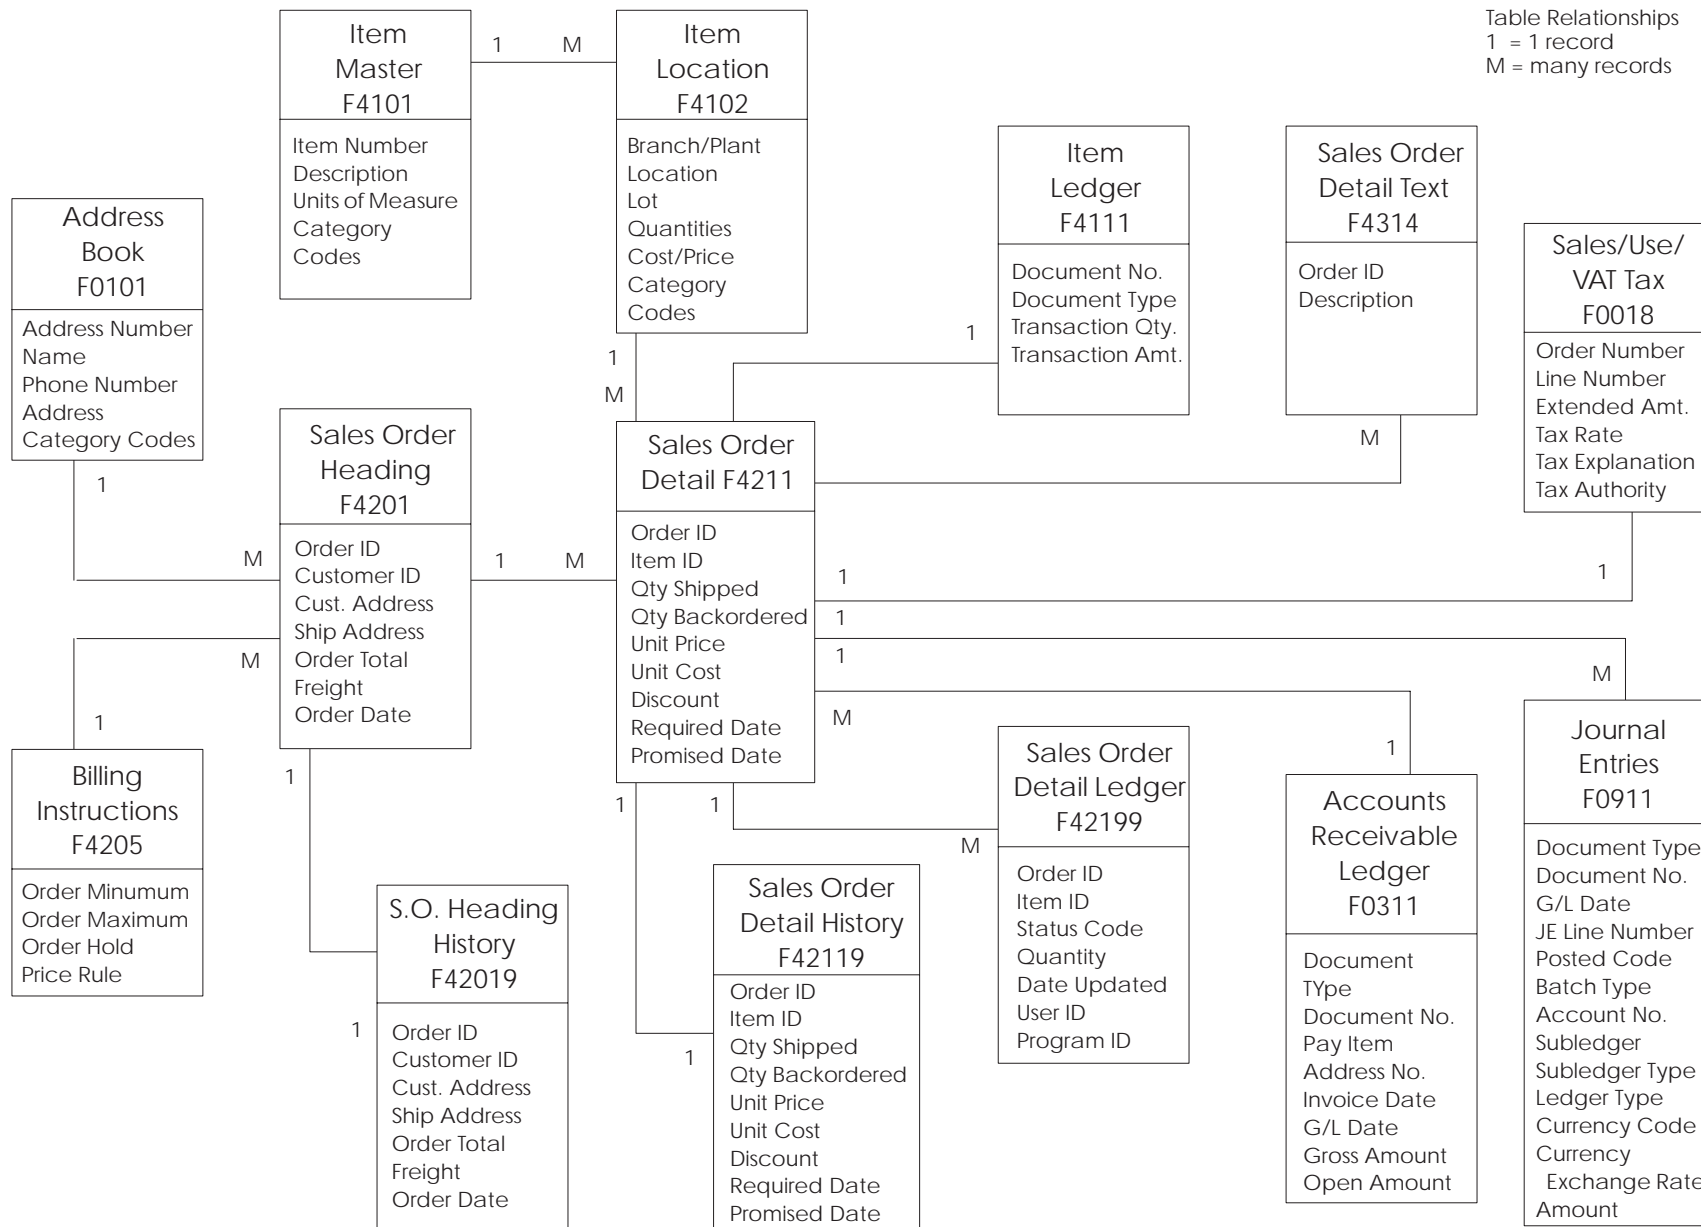 Table Relationships
1 = 1 record
M = many records
Item
Master
F4101
Item Number
Description
Units of Measure
Category
Codes
1 M
Item
Location
F4102
Branch/Plant
Location
Lot
Quantities
Cost/Price
Category
Codes
Item
Ledger
F4111
Document No.
Document Type
Transaction Qty.
Transaction Amt.
Sales Order
Detail Text
F4314
Order ID
Description
Sales/Use/
VAT Tax
F0018
Order Number
Line Number
Extended Amt.
Tax Rate
Tax Explanation
Tax Authority
Address
Book
F0101
Address Number
Name
Phone Number
Address
Category Codes
1
M
1
M
1
M
Sales Order
Heading
F4201
Order ID
Customer ID
Cust. Address
Ship Address
Order Total
Freight
Order Date
1 M
Sales Order
Detail F4211
Order ID
Item ID
Qty Shipped
Qty Backordered
Unit Price
Unit Cost
Discount
Required Date
Promised Date
1
1
1
1
M
M
M
1
1
1
1
1
M
Billing
Instructions
F4205
Order Minumum
Order Maximum
Order Hold
Price Rule
1
1
S.O. Heading
History
F42019
Order ID
Customer ID
Cust. Address
Ship Address
Order Total
Freight
Order Date
Sales Order
Detail History
F42119
Order ID
Item ID
Qty Shipped
Qty Backordered
Unit Price
Unit Cost
Discount
Required Date
Promised Date
Sales Order
Detail Ledger
F42199
Order ID
Item ID
Status Code
Quantity
Date Updated
User ID
Program ID
Accounts
Receivable
Ledger
F0311
Document
TYpe
Document No.
Pay Item
Address No.
Invoice Date
G/L Date
Gross Amount
Open Amount
Journal
Entries
F0911
Document Type
Document No.
G/L Date
JE Line Number
Posted Code
Batch Type
Account No.
Subledger
Subledger Type
Ledger Type
Currency Code
Currency
Exchange Rate
Amount